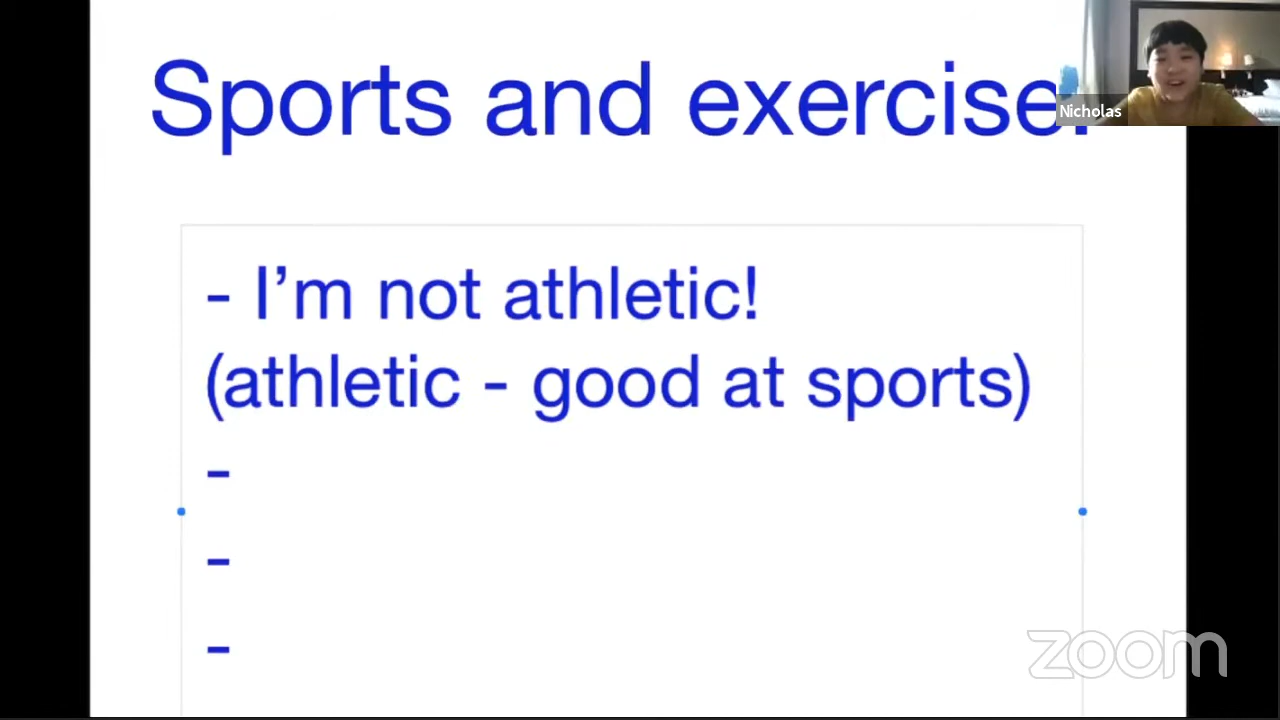 Sports and exercise.
Nicholas
- I'm not athletic!
(athletic - good at sports)
-
-
-
zoom